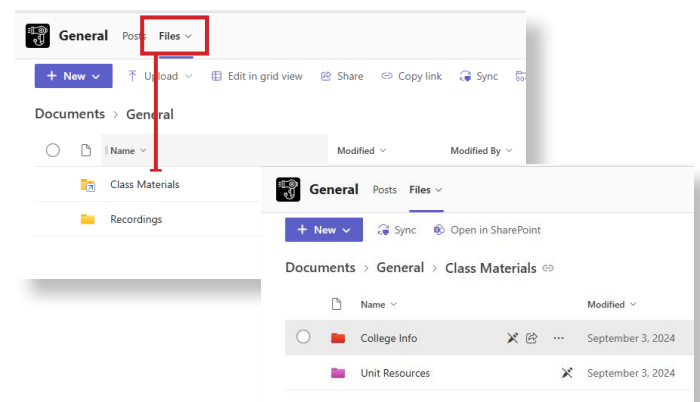 General Posts Files
+ New Upload Edit in grid view Share Copy link Sync
Documents > General
Name Modified Modified By
Class Materials
Recordings
General Posts Files
+ New Sync Open in SharePoint
Documents > General > Class Materials
Name Modified
College Info ... September 3, 2024
Unit Resources September 3, 2024